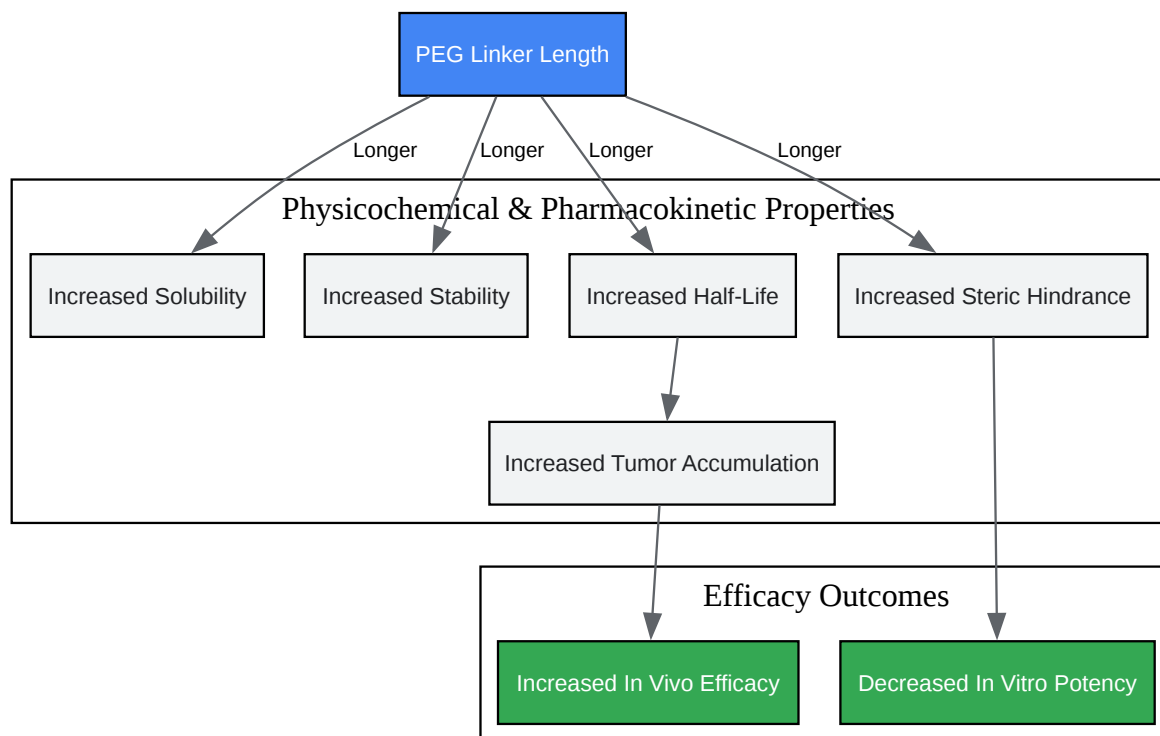 PEG Linker Length
Longer
Longer
Longer
Longer
Physicochemical & Pharmacokinetic Properties
Increased Solubility
Increased Stability
Increased Half-Life
Increased Steric Hindrance
Increased Tumor Accumulation
Efficacy Outcomes
Increased In Vivo Efficacy
Decreased In Vitro Potency